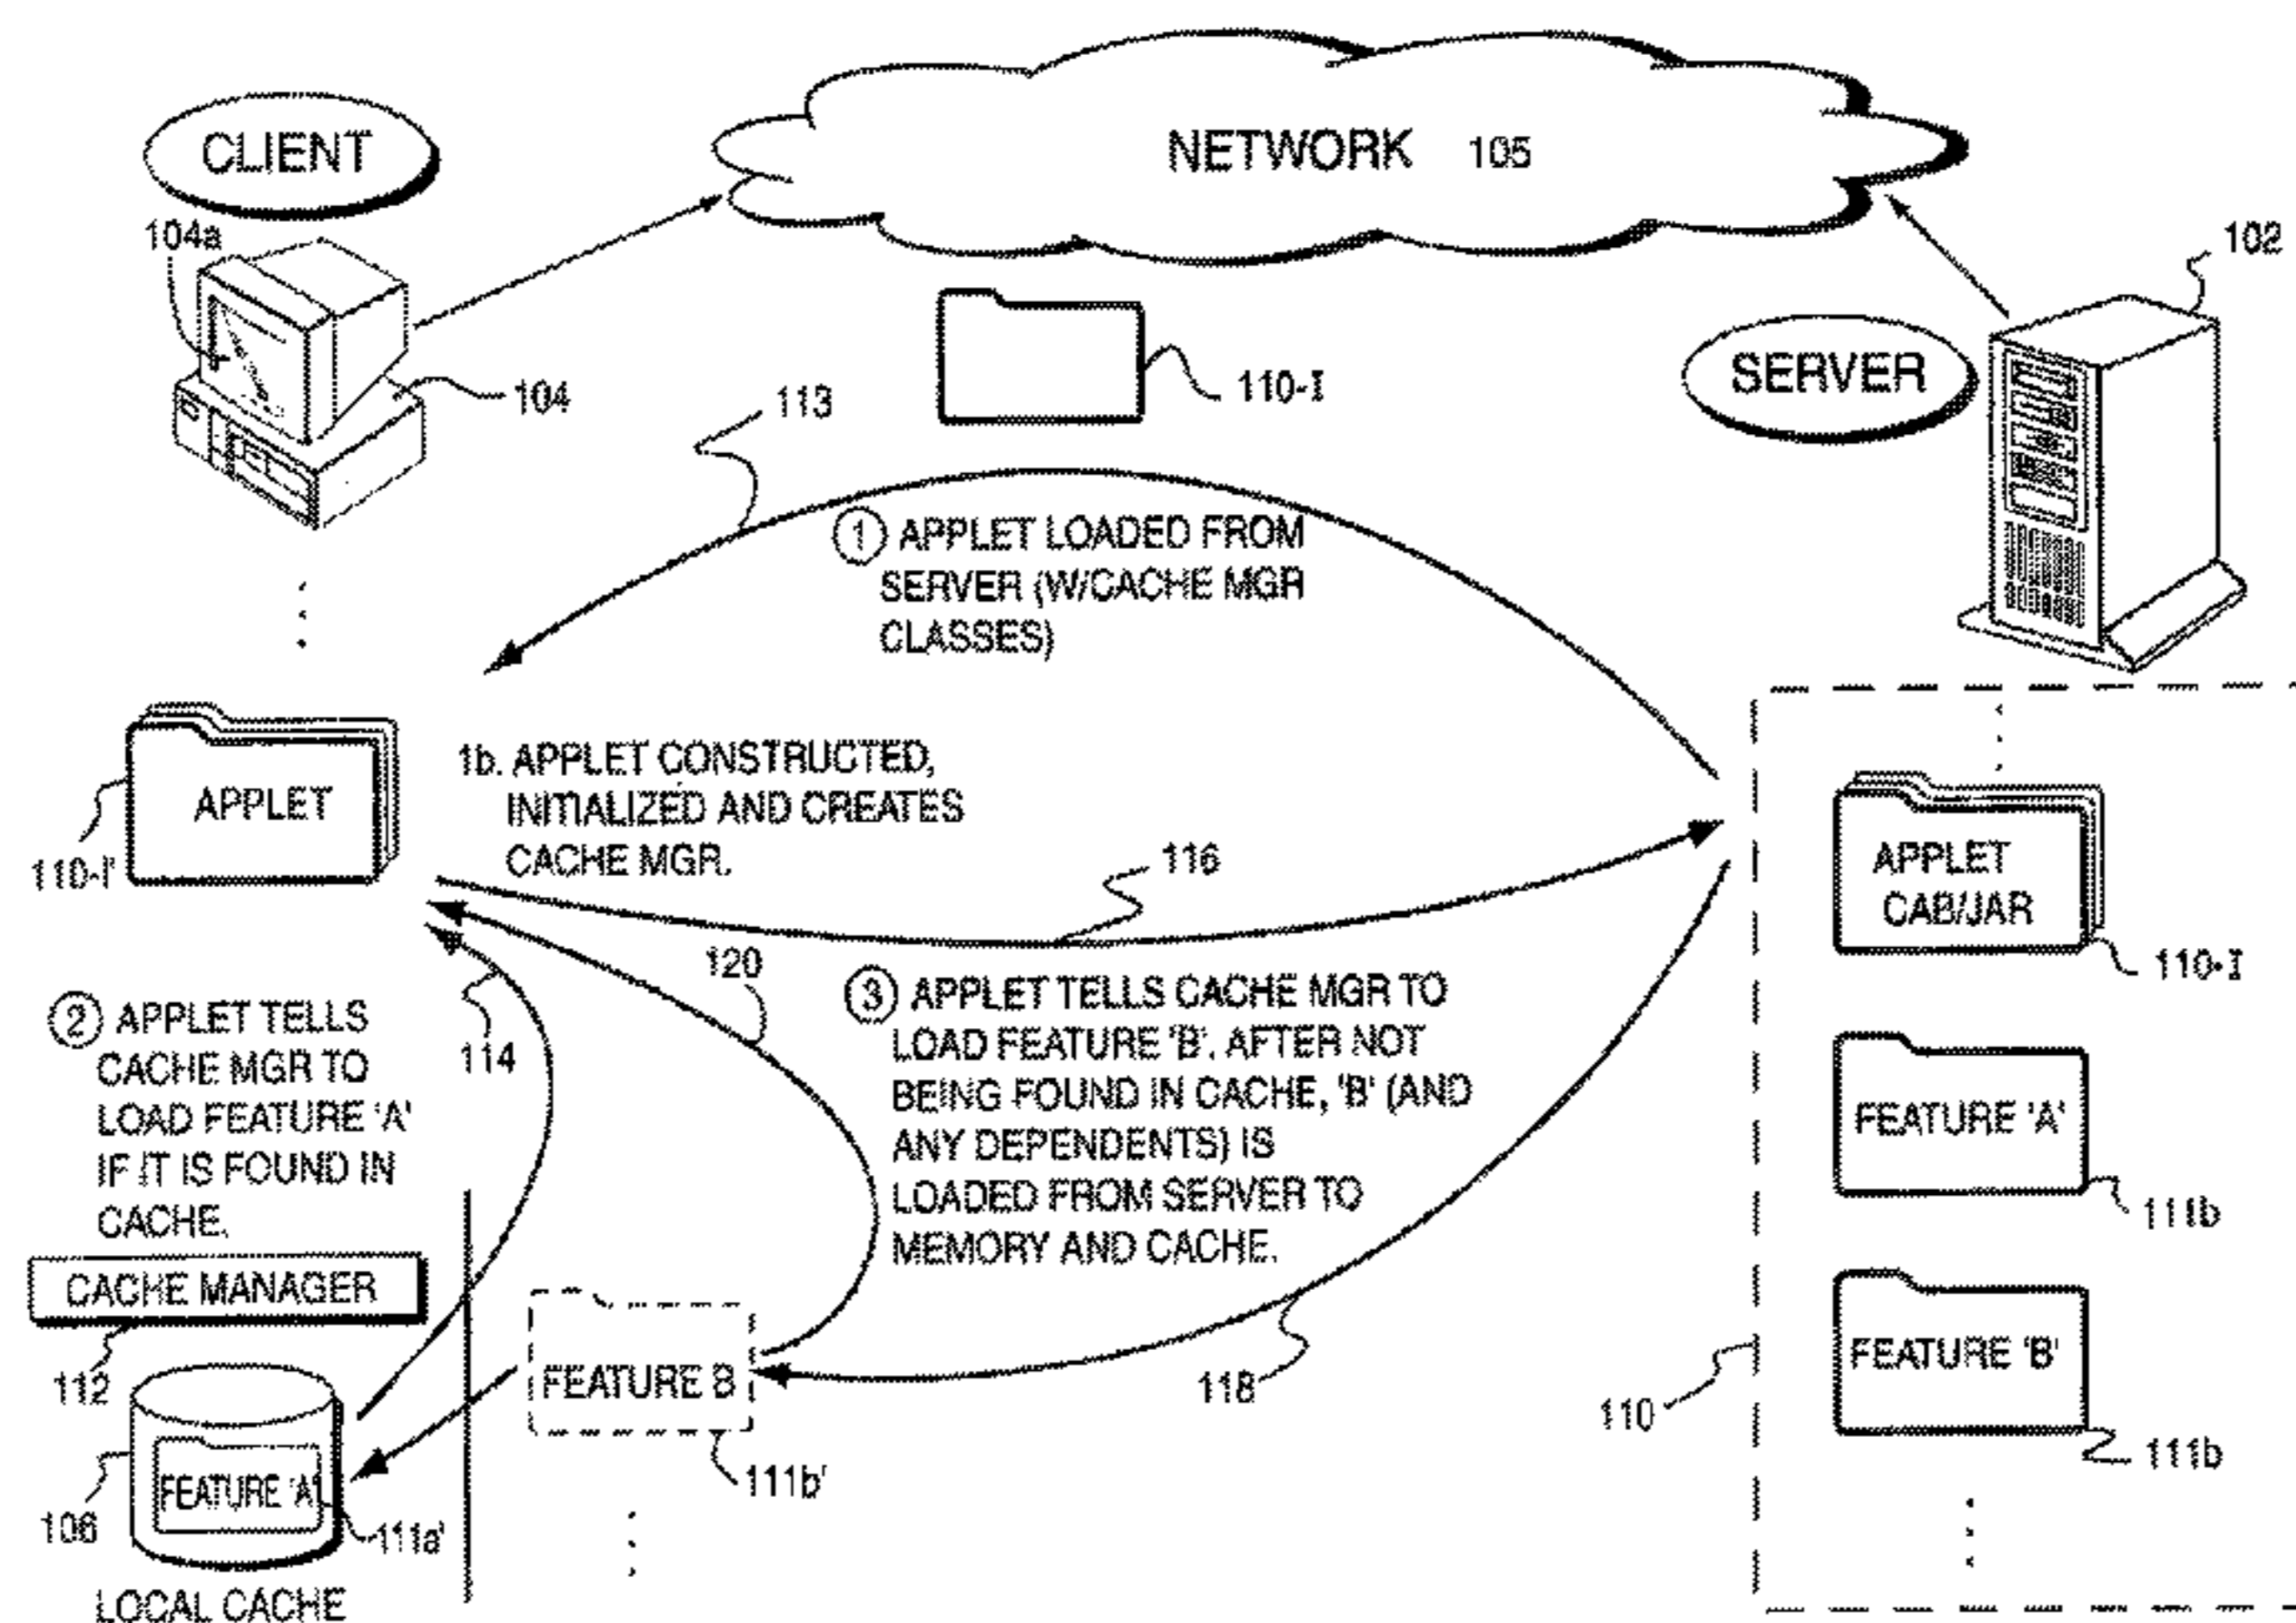 CLIENT
NETWORK 105
104a
102
104
110-I
SERVER
113
① APPLET LOADED FROM
SERVER (W/CACHE MGR
CLASSES)
APPLET
110-I'
1b. APPLET CONSTRUCTED,
INITIALIZED AND CREATES
CACHE MGR.
116
APPLET
CAB/JAR
110-I
120
114
② APPLET TELLS
CACHE MGR TO
LOAD FEATURE 'A'
IF IT IS FOUND IN
CACHE.
③ APPLET TELLS CACHE MGR TO
LOAD FEATURE 'B'. AFTER NOT
BEING FOUND IN CACHE, 'B' (AND
ANY DEPENDENTS) IS
LOADED FROM SERVER TO
MEMORY AND CACHE.
FEATURE 'A'
111b
CACHE MANAGER
112
FEATURE B
111b'
118
110
FEATURE 'B'
111b
FEATURE 'A'
106
111a'
LOCAL CACHE